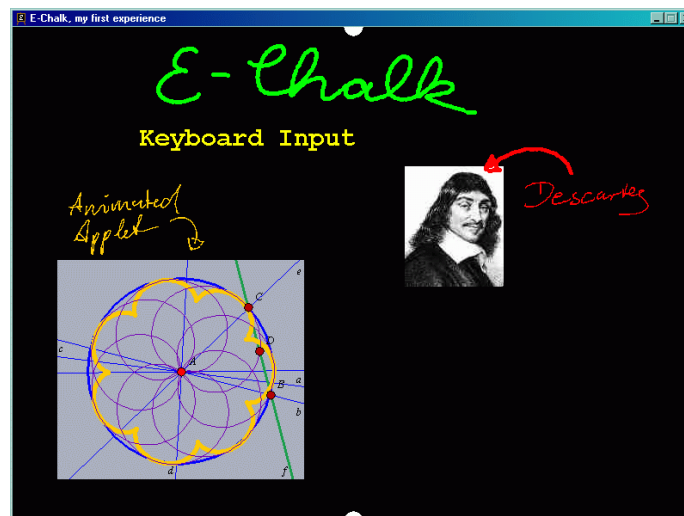 E-Chalk, my first experience
E-Chalk
Keyboard Input
Animated
Applet
Descartes
e
C
D
c
A
a
B
b
d
f